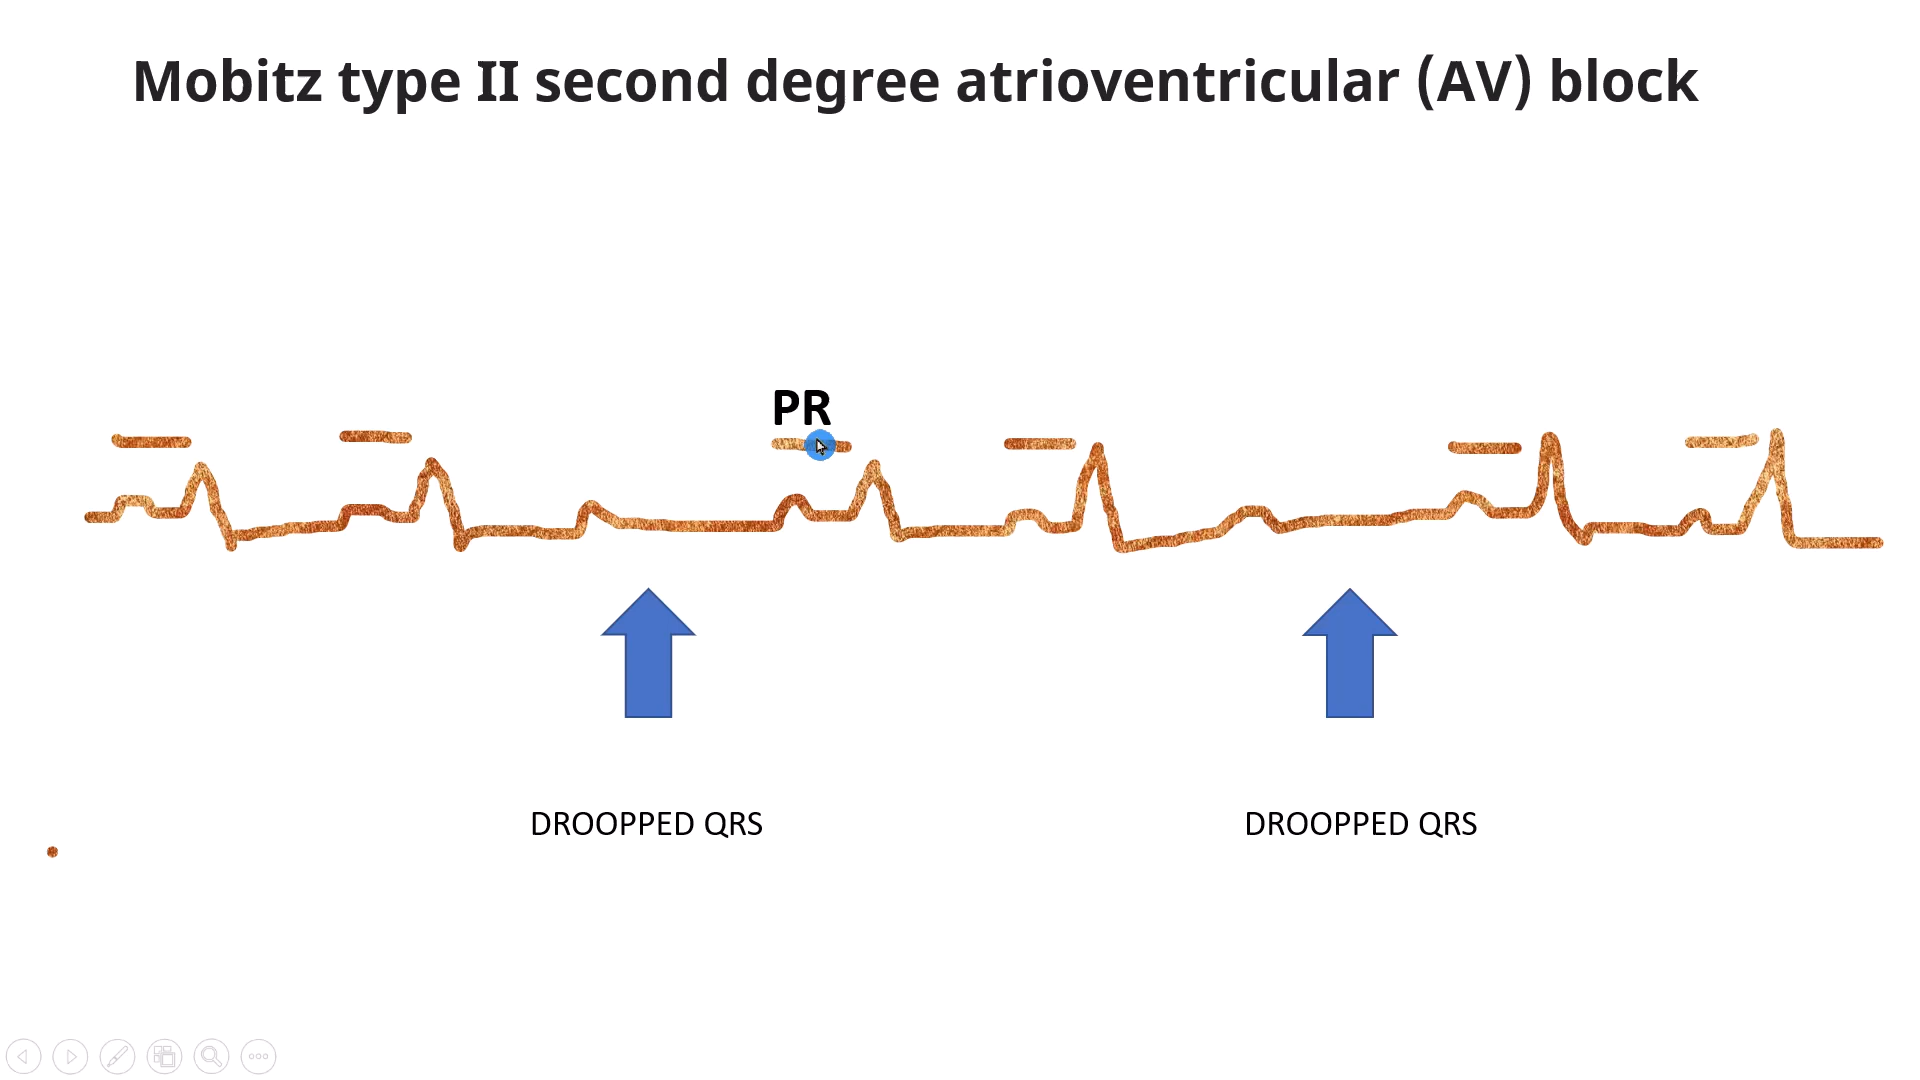 Mobitz type II second degree atrioventricular (AV) block
PR
DROOPPED QRS
DROOPPED QRS